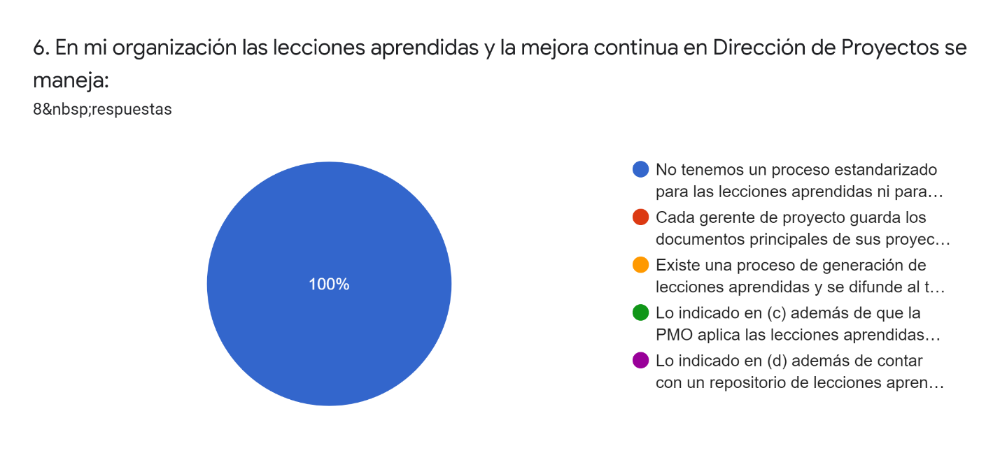 6. En mi organización las lecciones aprendidas y la mejora continua en Dirección de Proyectos se
maneja:
8&nbsp;respuestas
100%
No tenemos un proceso estandarizado
para las lecciones aprendidas ni para…
Cada gerente de proyecto guarda los
documentos principales de sus proyec…
Existe una proceso de generación de
lecciones aprendidas y se difunde al t…
Lo indicado en (c) además de que la
PMO aplica las lecciones aprendidas…
Lo indicado en (d) además de contar
con un repositorio de lecciones apren…